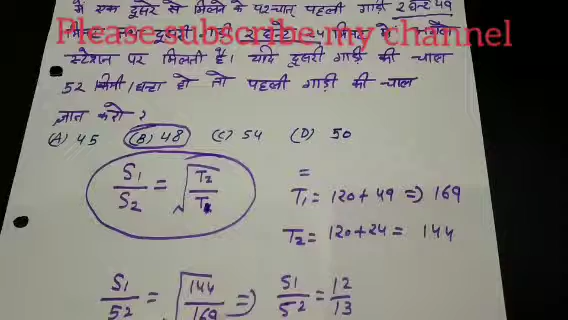 में एक दूसरे से मिलने के पश्चात् पहली गाड़ी 2 घन्टे 49
Please subscribe my channel
स्टेशन पर मिलती है। यदि दूसरी गाड़ी की चाल
52 किमी/घन्टा हो तो पहली गाड़ी की चाल
ज्ञात करो ?
(A) 45 (B) 48 (C) 54 (D) 50
S1/S2 = √T2/T1
=
T1 = 120+49 => 169
T2 = 120+24 = 144
S1/52 = √144/169 => S1/52 = 12/13